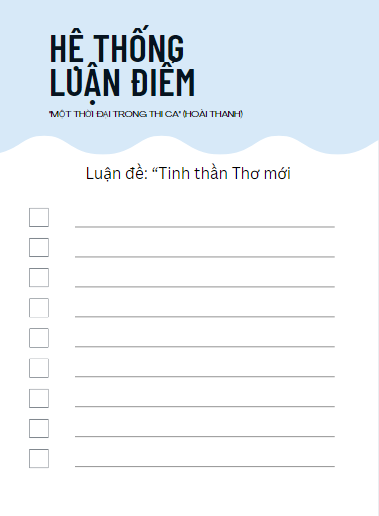 HỆ THỐNG
LUẬN ĐIỂM
"MỘT THỜI ĐẠI TRONG THI CA" (HOÀI THANH)
Luận đề: “Tinh thần Thơ mới